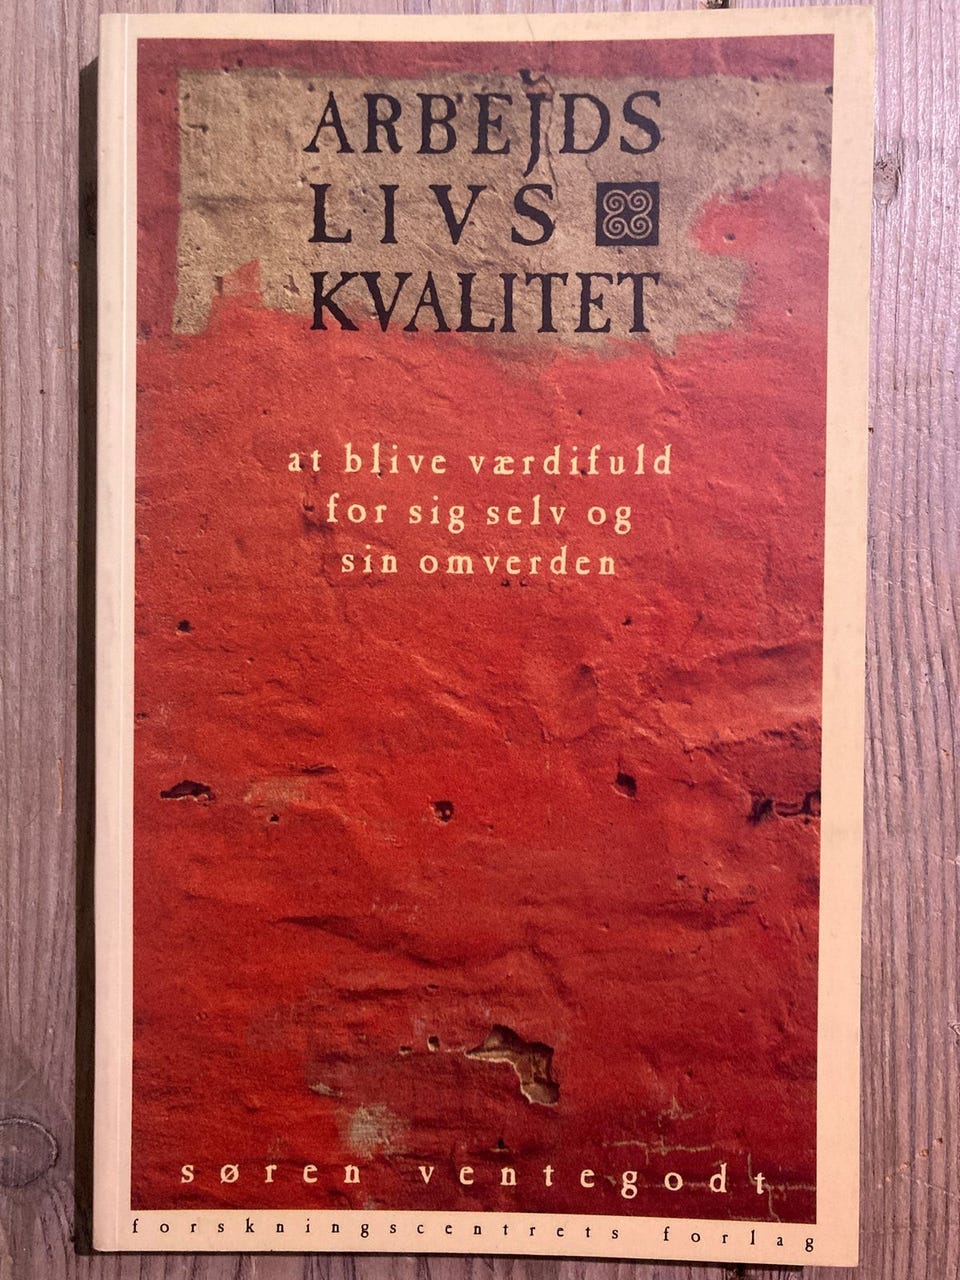 ARBEJDS
LIVS
KVALITET
at blive værdifuld
for sig selv og
sin omverden
søren ventegodt
forskningscentrets forlag